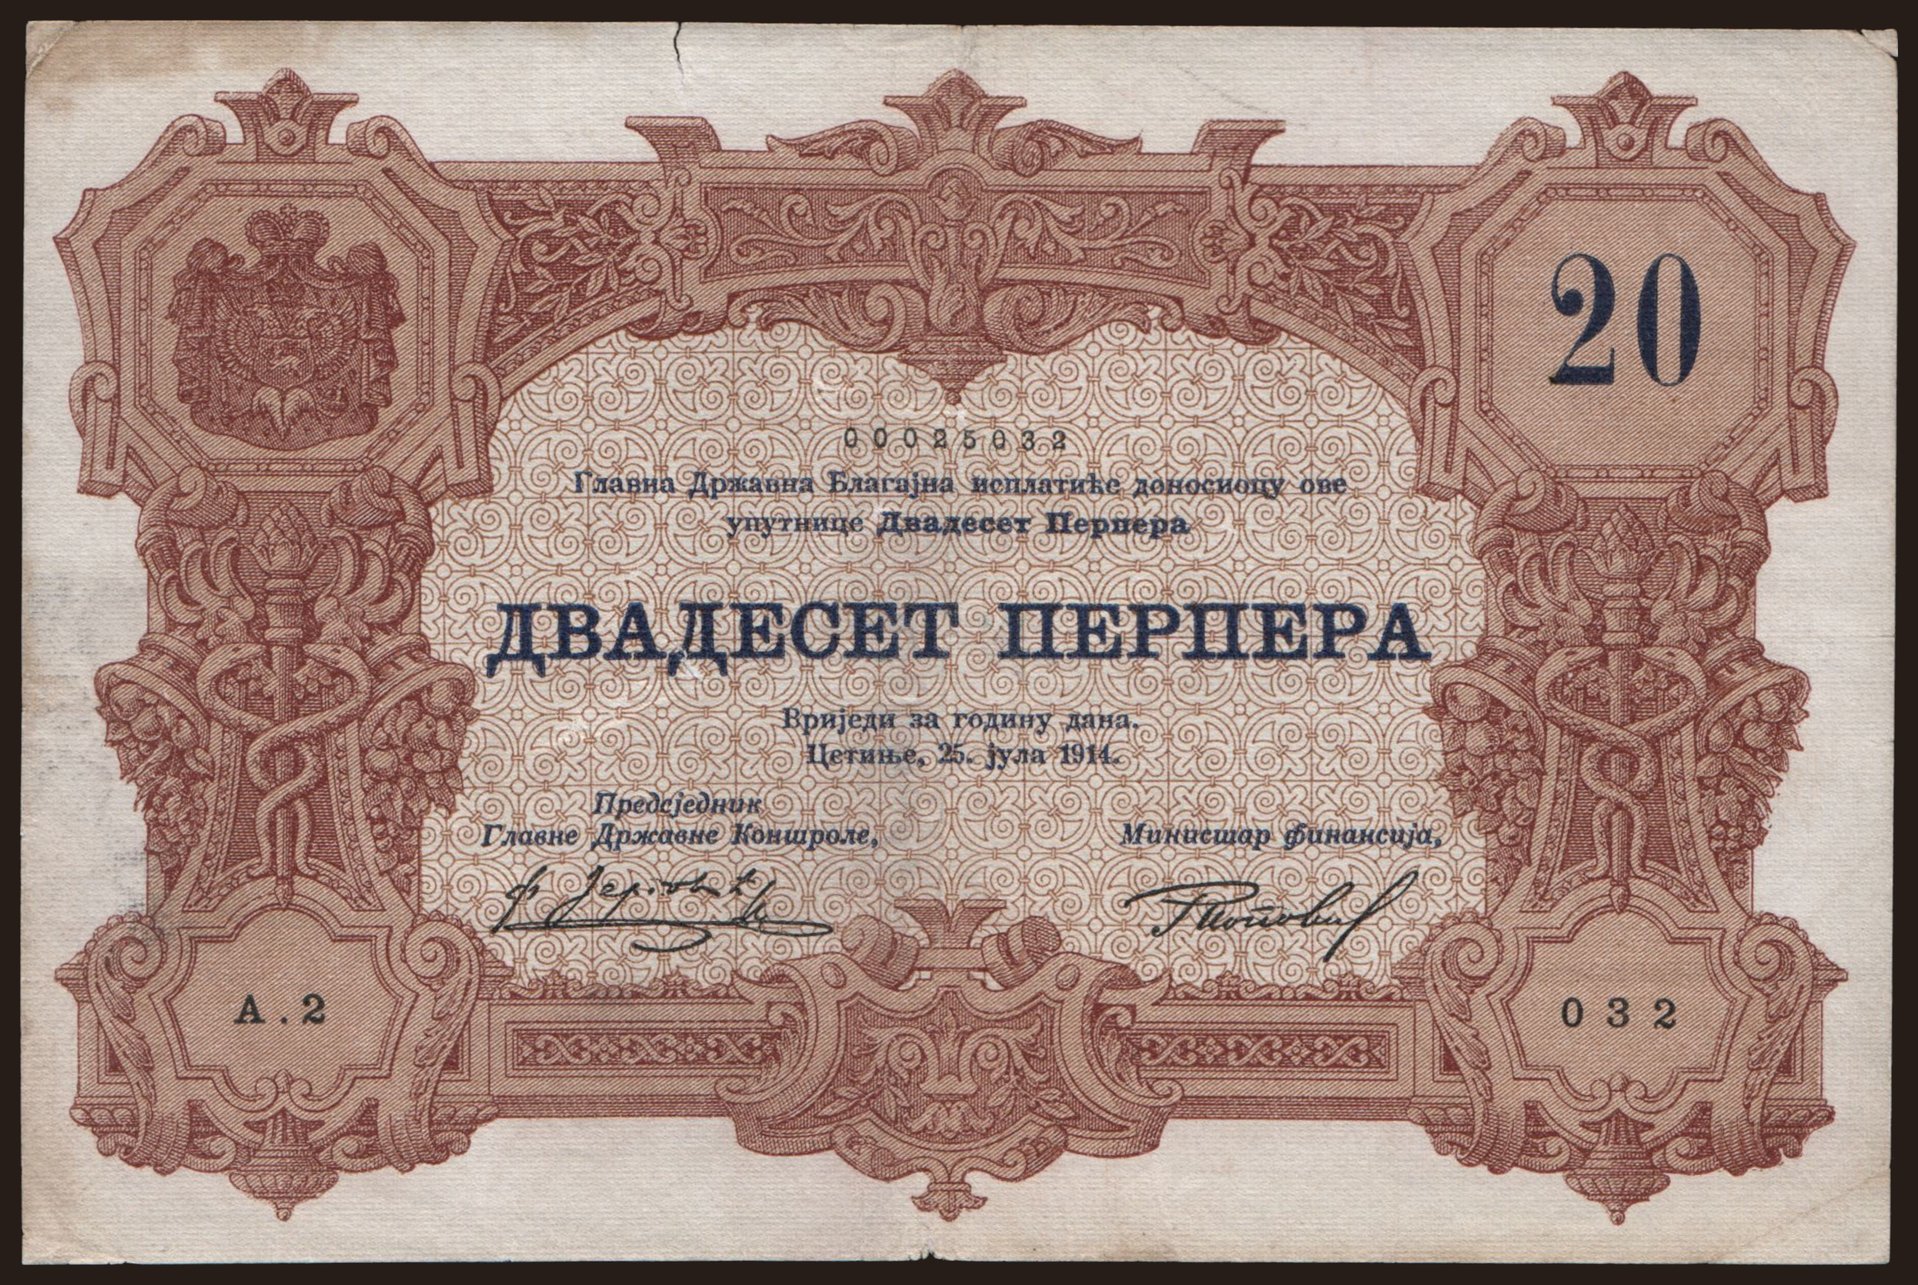 20
00025032
Главна Државна Благајна исплатиће доносиоцу ове
упутнице Двадесет Перпера
ДВАДЕСЕТ ПЕРПЕРА
Вриједи за годину дана.
Цетиње, 25. јула 1914.
Предсједник
Главне Државне Контроле,
Министар финансија,
А.2
032